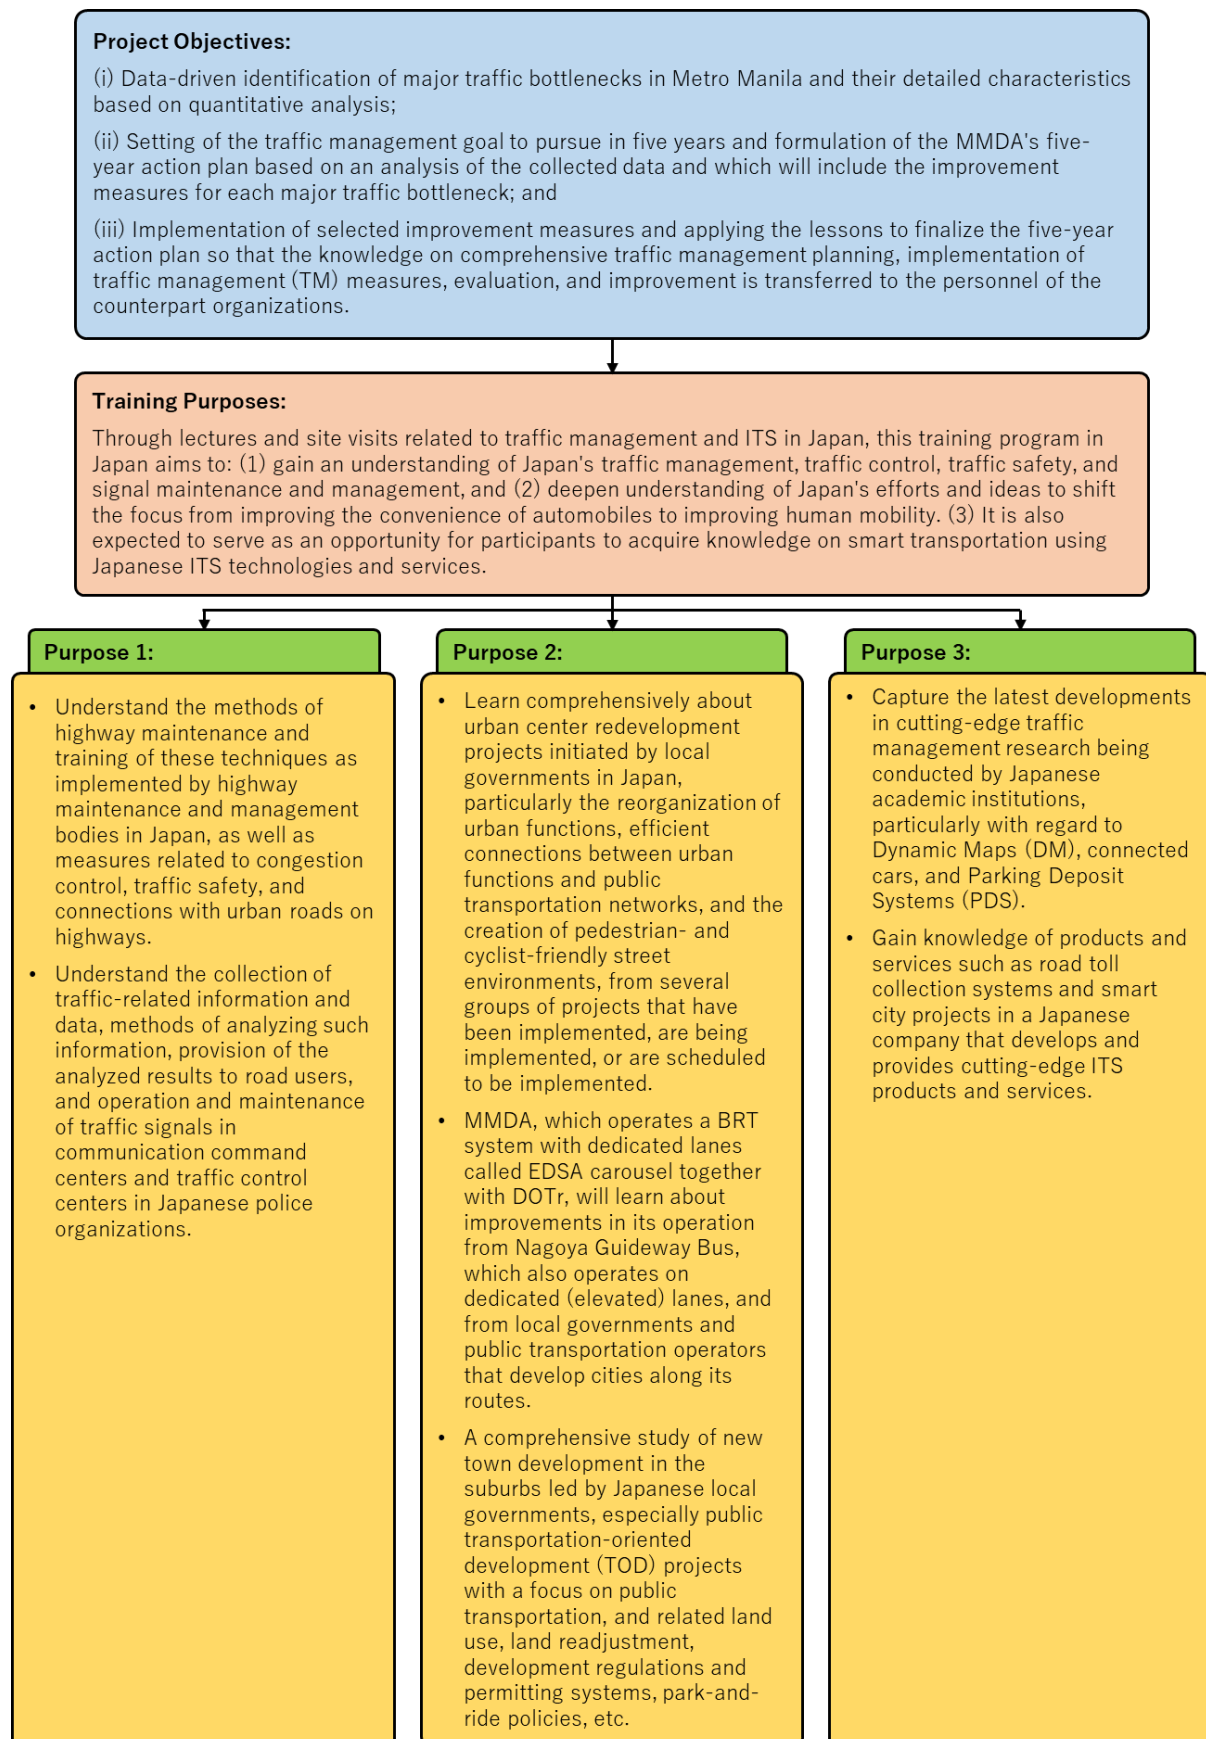 Project Objectives:
(i) Data-driven identification of major traffic bottlenecks in Metro Manila and their detailed characteristics
based on quantitative analysis;
(ii) Setting of the traffic management goal to pursue in five years and formulation of the MMDA's five-
year action plan based on an analysis of the collected data and which will include the improvement
measures for each major traffic bottleneck; and
(iii) Implementation of selected improvement measures and applying the lessons to finalize the five-year
action plan so that the knowledge on comprehensive traffic management planning, implementation of
traffic management (TM) measures, evaluation, and improvement is transferred to the personnel of the
counterpart organizations.
Training Purposes:
Through lectures and site visits related to traffic management and ITS in Japan, this training program in
Japan aims to: (1) gain an understanding of Japan's traffic management, traffic control, traffic safety, and
signal maintenance and management, and (2) deepen understanding of Japan's efforts and ideas to shift
the focus from improving the convenience of automobiles to improving human mobility. (3) It is also
expected to serve as an opportunity for participants to acquire knowledge on smart transportation using
Japanese ITS technologies and services.
Purpose 1:
• Understand the methods of
highway maintenance and
training of these techniques as
implemented by highway
maintenance and management
bodies in Japan, as well as
measures related to congestion
control, traffic safety, and
connections with urban roads on
highways.
• Understand the collection of
traffic-related information and
data, methods of analyzing such
information, provision of the
analyzed results to road users,
and operation and maintenance
of traffic signals in
communication command
centers and traffic control
centers in Japanese police
organizations.
Purpose 2:
• Learn comprehensively about
urban center redevelopment
projects initiated by local
governments in Japan,
particularly the reorganization of
urban functions, efficient
connections between urban
functions and public
transportation networks, and the
creation of pedestrian- and
cyclist-friendly street
environments, from several
groups of projects that have
been implemented, are being
implemented, or are scheduled
to be implemented.
• MMDA, which operates a BRT
system with dedicated lanes
called EDSA carousel together
with DOTr, will learn about
improvements in its operation
from Nagoya Guideway Bus,
which also operates on
dedicated (elevated) lanes, and
from local governments and
public transportation operators
that develop cities along its
routes.
• A comprehensive study of new
town development in the
suburbs led by Japanese local
governments, especially public
transportation-oriented
development (TOD) projects
with a focus on public
transportation, and related land
use, land readjustment,
development regulations and
permitting systems, park-and-
ride policies, etc.
Purpose 3:
• Capture the latest developments
in cutting-edge traffic
management research being
conducted by Japanese
academic institutions,
particularly with regard to
Dynamic Maps (DM), connected
cars, and Parking Deposit
Systems (PDS).
• Gain knowledge of products and
services such as road toll
collection systems and smart
city projects in a Japanese
company that develops and
provides cutting-edge ITS
products and services.